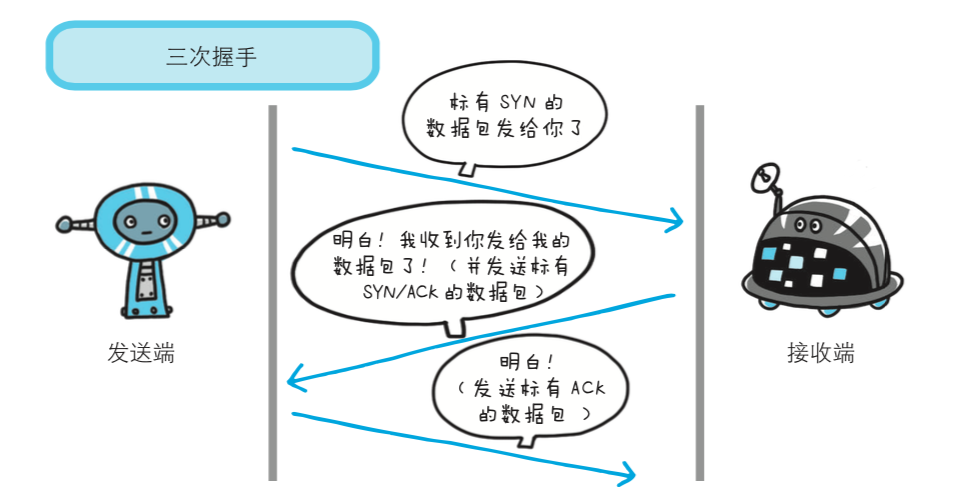 三次握手
标有 SYN 的
数据包发给你了
明白！我收到你发给我的
数据包了！（并发送标有
SYN/ACK 的数据包）
发送端
接收端
明白！
（发送标有 ACK
的数据包）